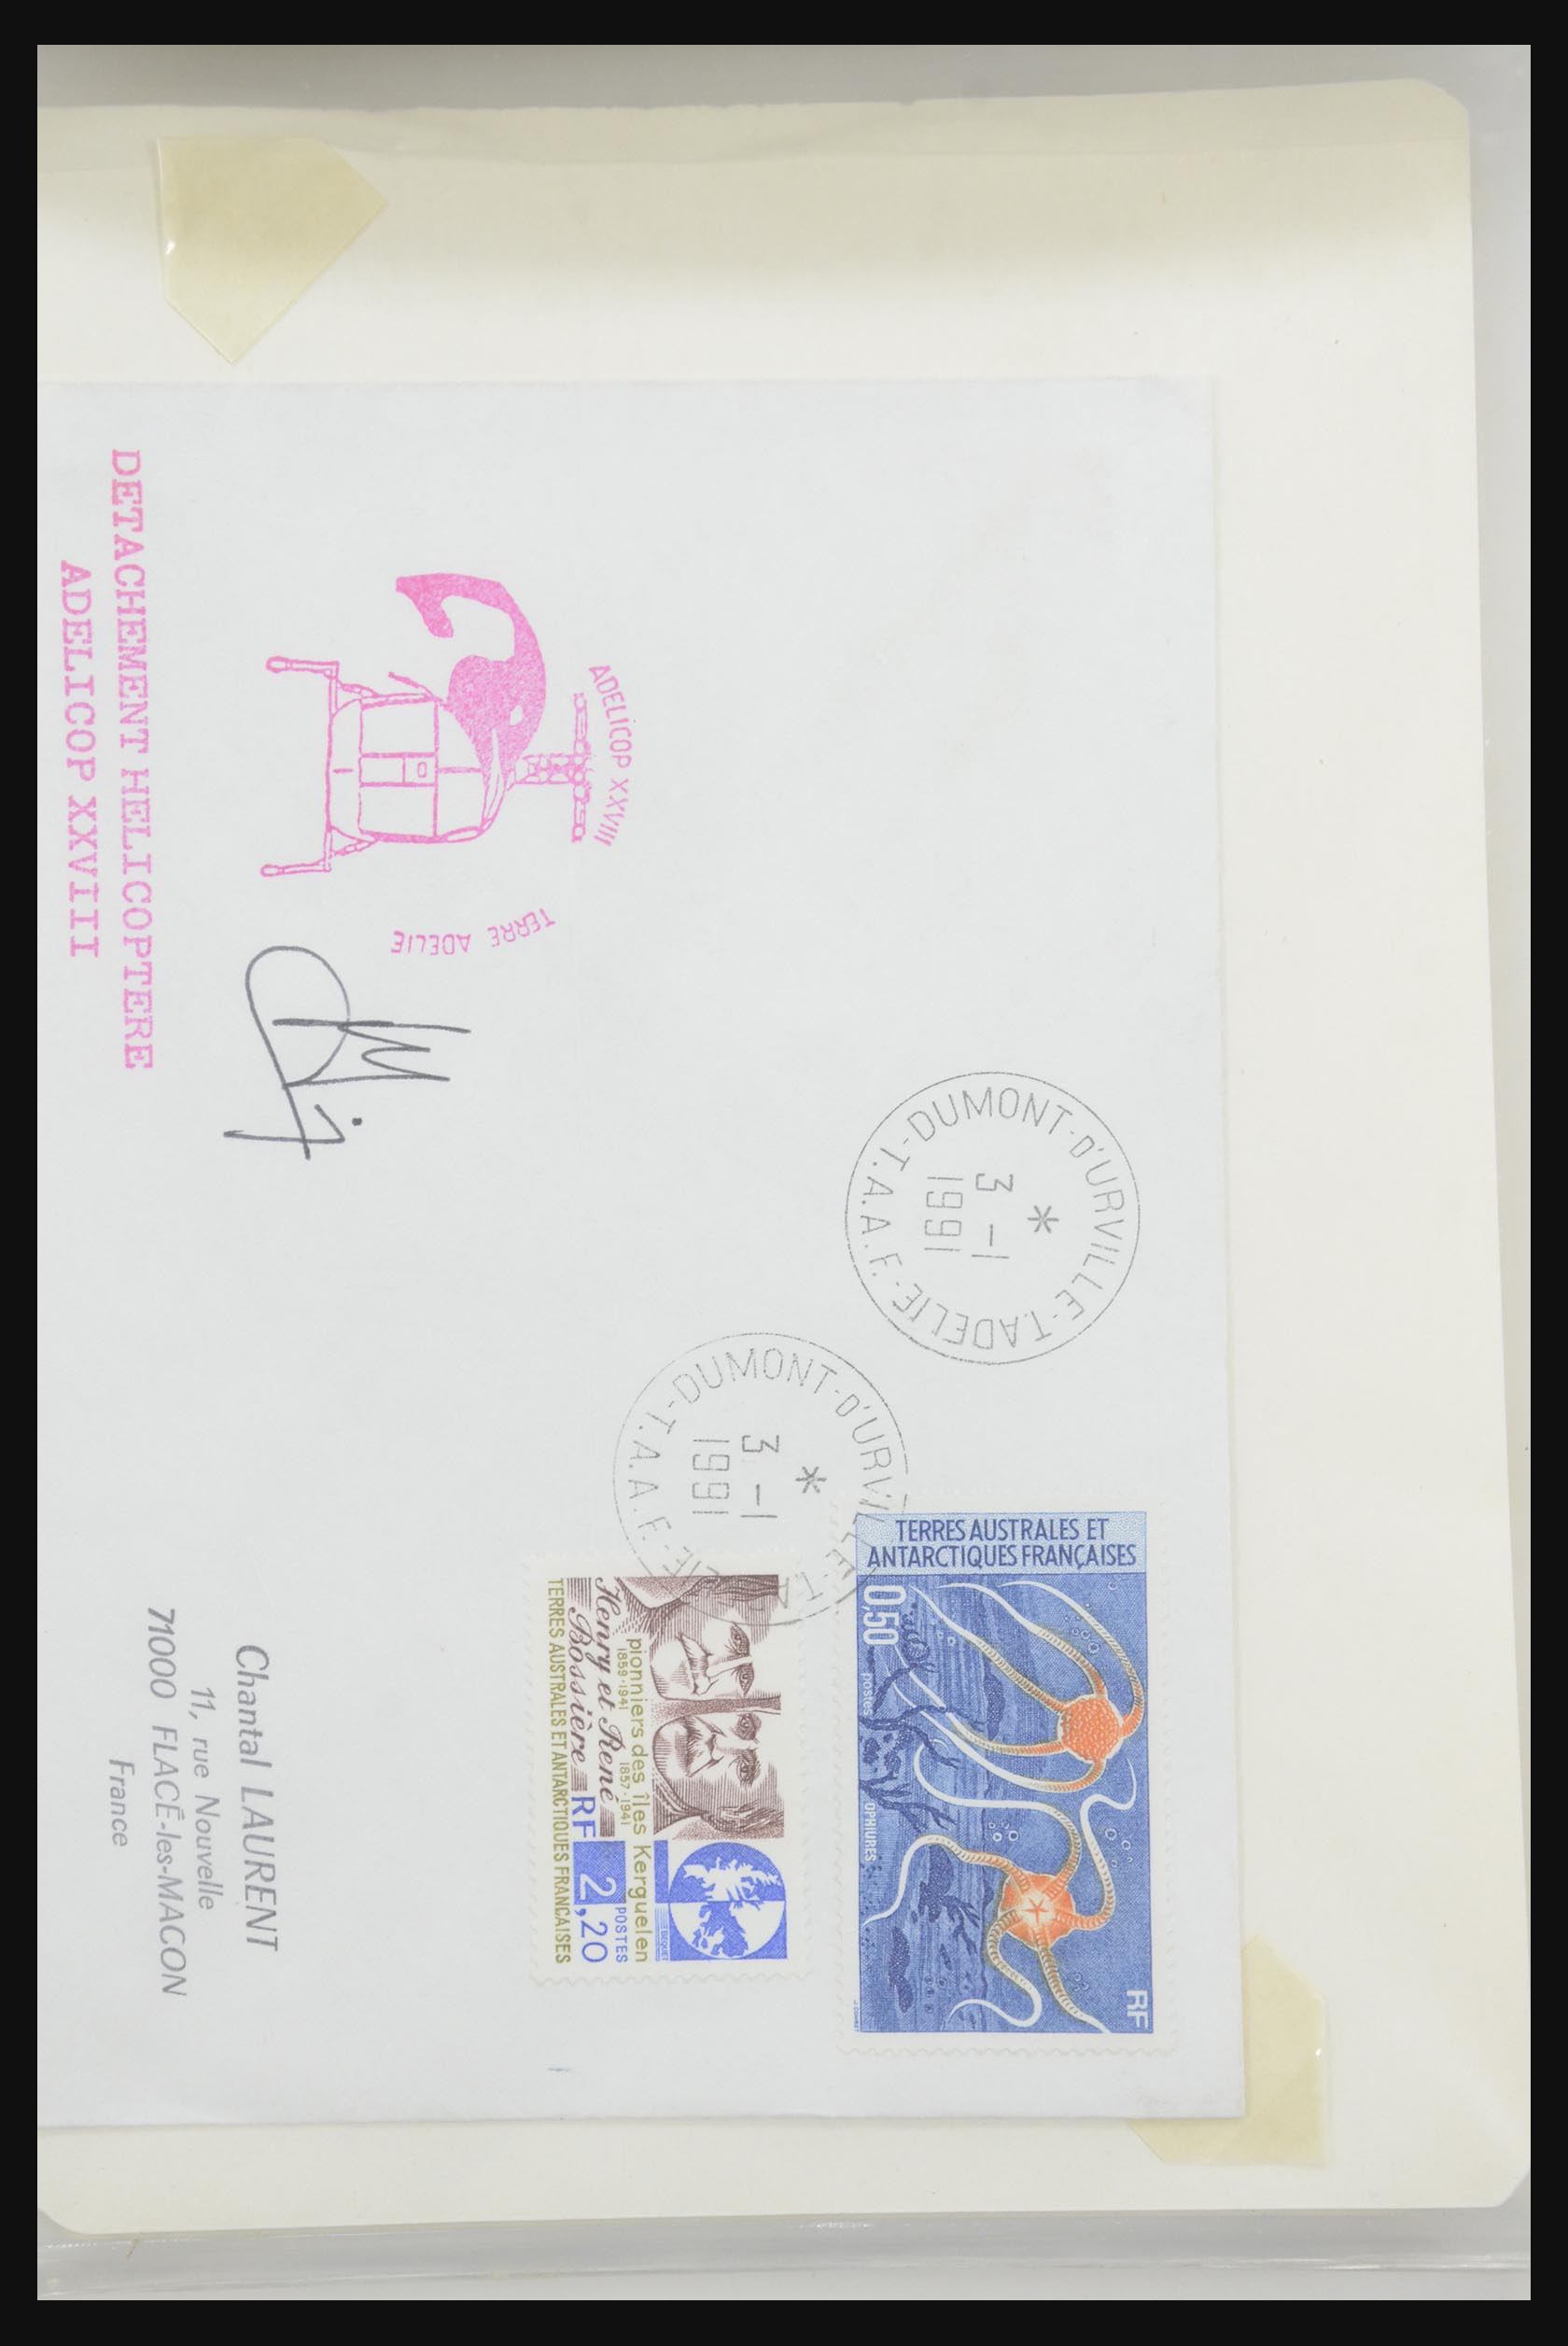 DUMONT-D'URVILLE-T.ADELIE
3 -1
1991
T.A.A.F.
TERRES AUSTRALES ET
ANTARCTIQUES FRANÇAISES
0,50
POSTES
OPHIURES
RF
DUMONT-D'URVILLE
3 -1
1991
T.A.A.F.
pionniers des îles Kerguelen
1859-1941
1857-1941
Henry et René
Bossière
RF
2,20
POSTES
BEQUET
TERRES AUSTRALES ET ANTARCTIQUES FRANÇAISES
ADELICOP XXVIII
TERRE ADELIE
DETACHEMENT HELICOPTERE
ADELICOP XXVIII
Chantal LAURENT
11, rue Nouvelle
71000 FLACÉ-les-MACON
France